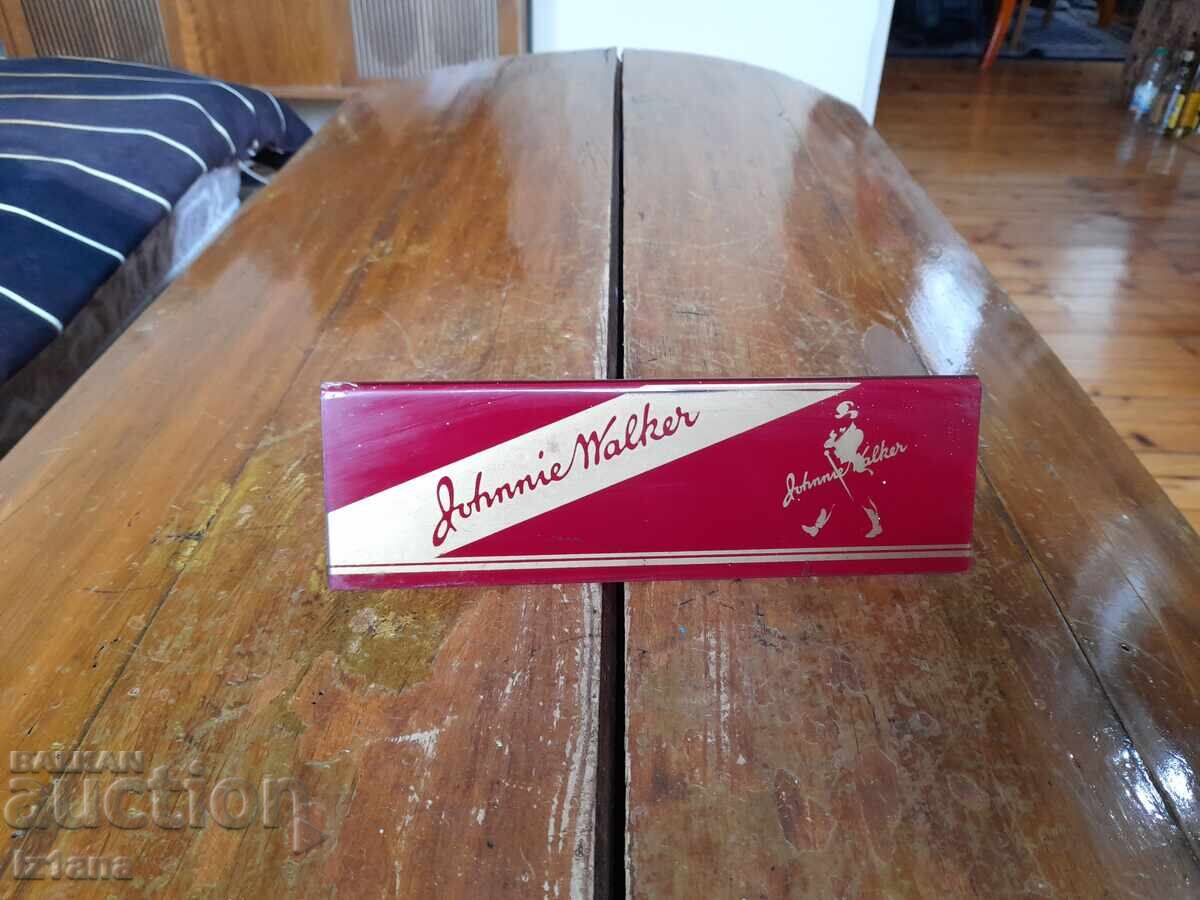 Johnnie Walker
Johnnie Walker
BALKAN
auction
iz1ana